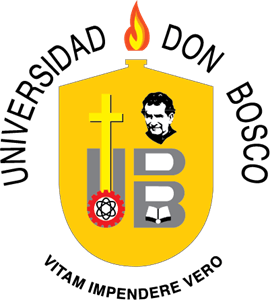 UNIVERSIDAD DON BOSCO
UDB
VITAM IMPENDERE VERO